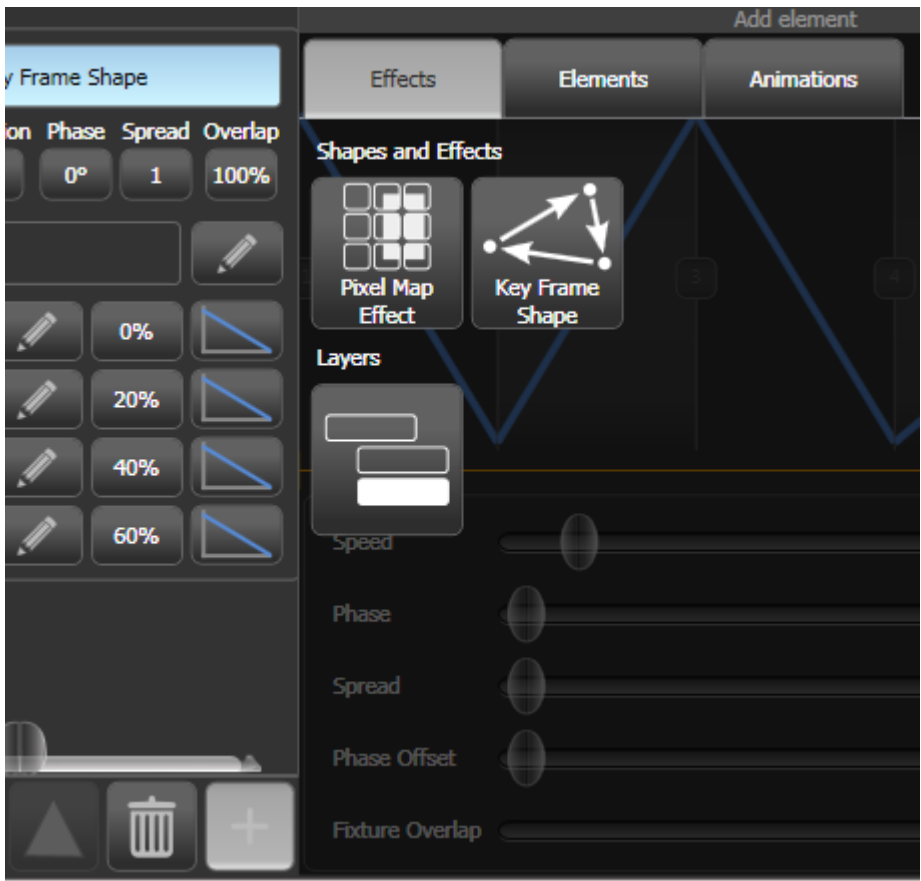 Add element
y Frame Shape
Effects
Elements
Animations
ion Phase Spread Overlap
0° 1 100%
Shapes and Effects
Pixel Map
Effect
Key Frame
Shape
3
4
Layers
0%
20%
40%
60%
Speed
Phase
Spread
Phase Offset
Fixture Overlap